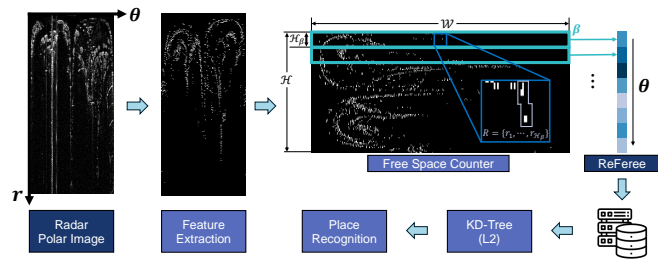 θ
r
𝒲
ℋ_β
ℋ
β
R = {r_1, ⋯, r_{ℋ_β}}
⋮
θ
Free Space Counter
ReFeree
Radar
Polar Image
Feature
Extraction
Place
Recognition
KD-Tree
(L2)